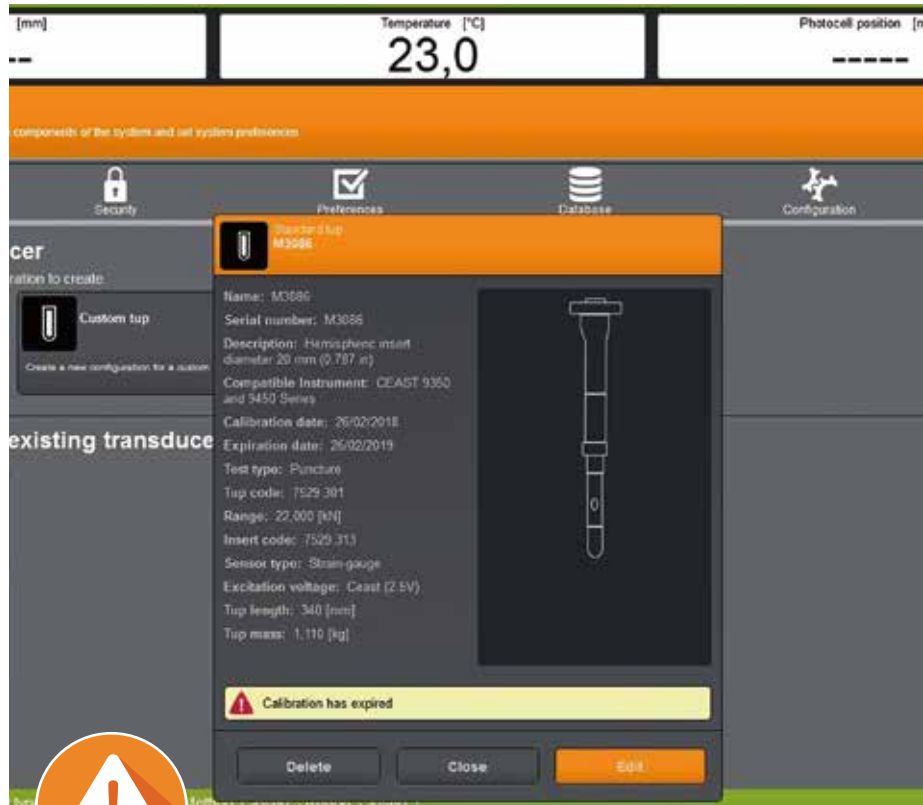 [mm]
Temperature [°C]
Photocell position
--
23,0
-----
components of the system and set system preferences
Security
Preferences
Database
Configuration
Standard tup
M3086
cer
ration to create
Custom tup
Create a new configuration for a custom
existing transduce
Name: M3086
Serial number: M3086
Description: Hemispheric insert
diameter 20 mm (0.787 in)
Compatible Instrument: CEAST 9350
and 9450 Series
Calibration date: 26/02/2018
Expiration date: 26/02/2019
Test type: Puncture
Tup code: 7529.301
Range: 22,000 [kN]
Insert code: 7529.313
Sensor type: Strain-gauge
Excitation voltage: Ceast (2.5V)
Tup length: 340 [mm]
Tup mass: 1,110 [kg]
Calibration has expired
Delete
Close
Edit